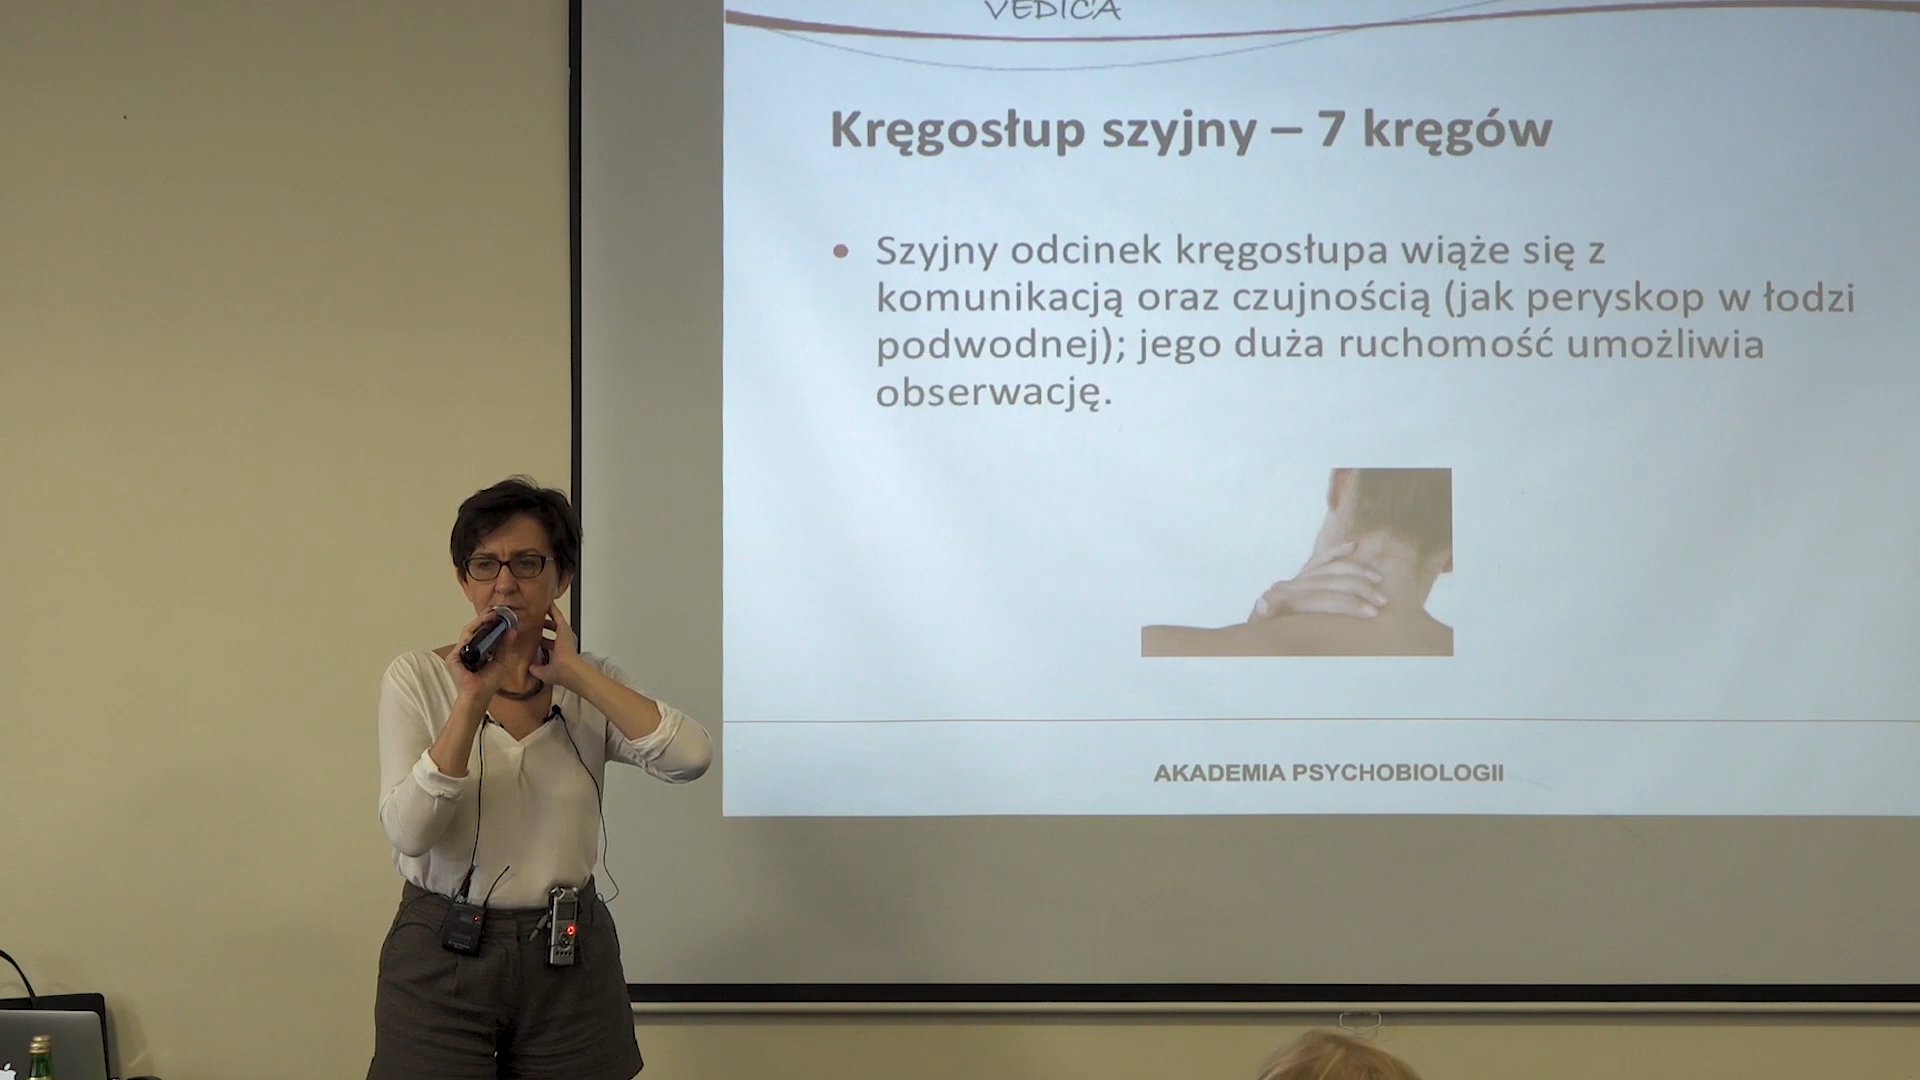 VEDICA
Kręgosłup szyjny – 7 kręgów
• Szyjny odcinek kręgosłupa wiąże się z
komunikacją oraz czujnością (jak peryskop w łodzi
podwodnej); jego duża ruchomość umożliwia
obserwację.
AKADEMIA PSYCHOBIOLOGII